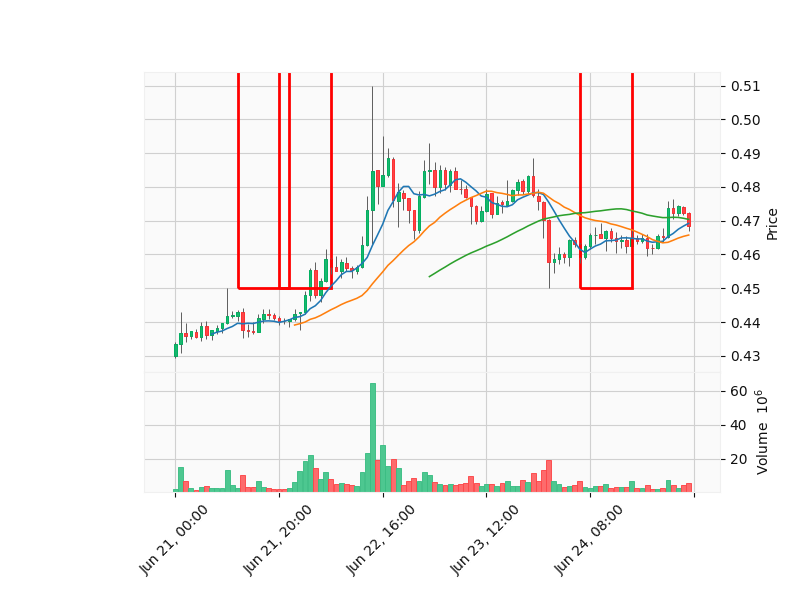 0.51
0.50
0.49
0.48
0.47
0.46
0.45
0.44
0.43
Price
60
40
20
Volume 10⁶
Jun 21, 00:00
Jun 21, 20:00
Jun 22, 16:00
Jun 23, 12:00
Jun 24, 08:00